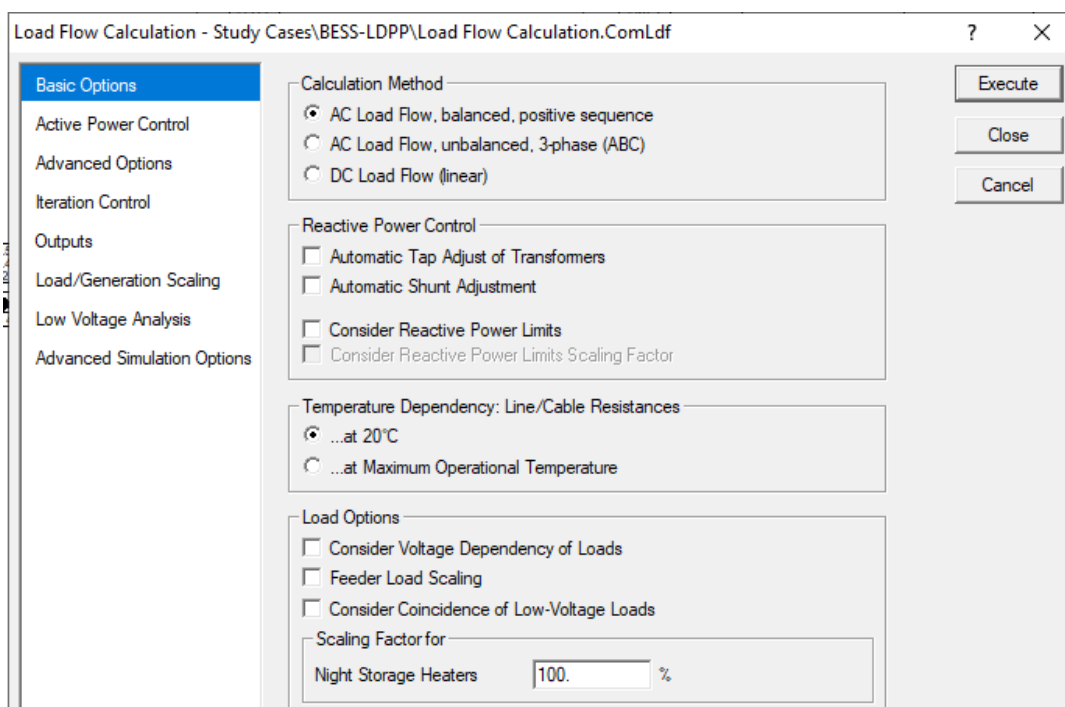 Load Flow Calculation - Study Cases\BESS-LDPP\Load Flow Calculation.ComLdf ? X
Basic Options
Active Power Control
Advanced Options
Iteration Control
Outputs
Load/Generation Scaling
Low Voltage Analysis
Advanced Simulation Options
Calculation Method
AC Load Flow, balanced, positive sequence
AC Load Flow, unbalanced, 3-phase (ABC)
DC Load Flow (linear)
Reactive Power Control
Automatic Tap Adjust of Transformers
Automatic Shunt Adjustment
Consider Reactive Power Limits
Consider Reactive Power Limits Scaling Factor
Temperature Dependency: Line/Cable Resistances
...at 20°C
...at Maximum Operational Temperature
Load Options
Consider Voltage Dependency of Loads
Feeder Load Scaling
Consider Coincidence of Low-Voltage Loads
Scaling Factor for
Night Storage Heaters 100. %
Execute
Close
Cancel